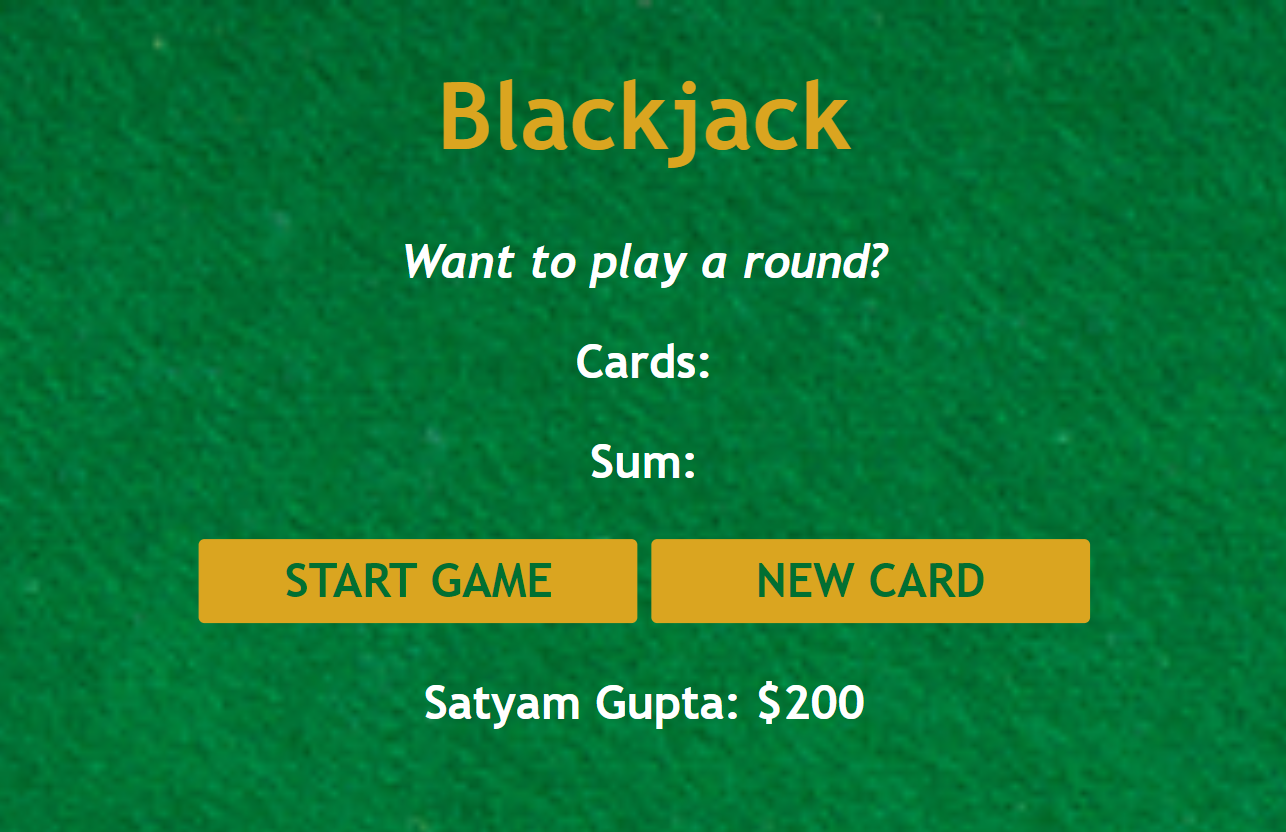 Blackjack
Want to play a round?
Cards:
Sum:
START GAME NEW CARD
Satyam Gupta: $200